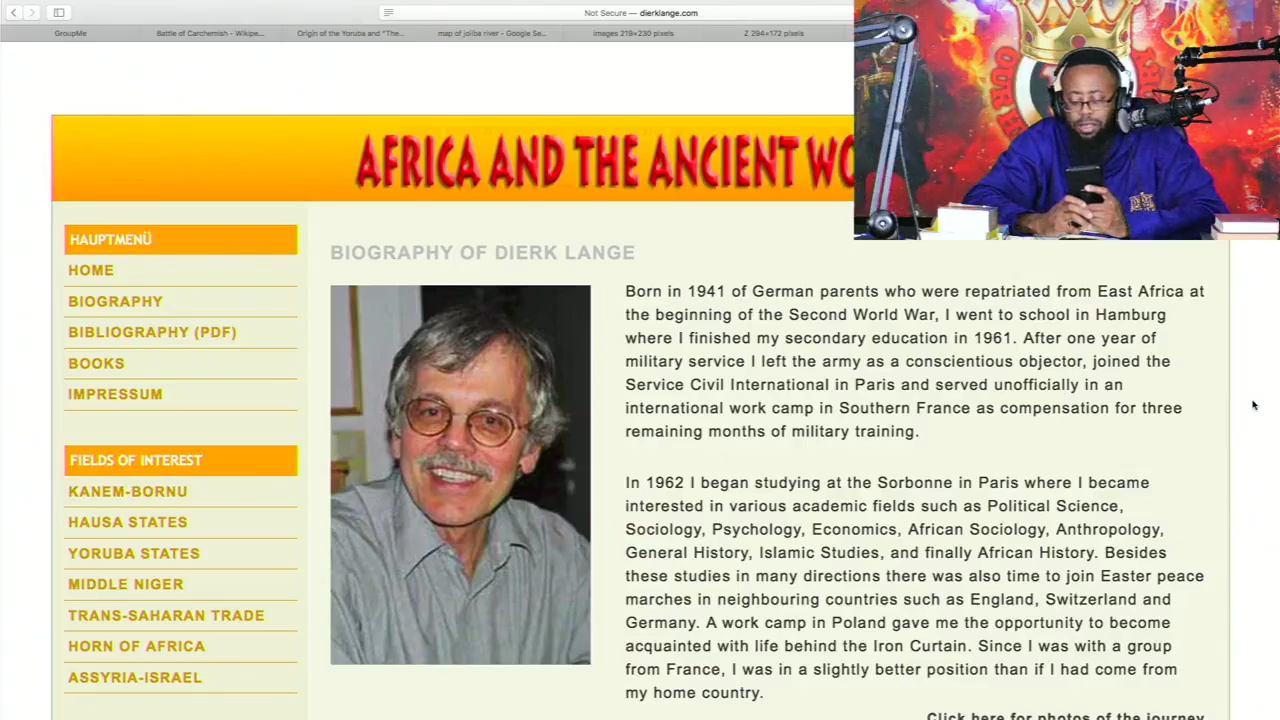 Not Secure — dierklange.com
GroupMe
Battle of Carchemish - Wikipe...
Origin of the Yoruba and "The...
map of joliba river - Google Se...
images 219×230 pixels
Z 294×172 pixels
AFRICA AND THE ANCIENT WO
HAUPTMENÜ
HOME
BIOGRAPHY
BIBLIOGRAPHY (PDF)
BOOKS
IMPRESSUM
FIELDS OF INTEREST
KANEM-BORNU
HAUSA STATES
YORUBA STATES
MIDDLE NIGER
TRANS-SAHARAN TRADE
HORN OF AFRICA
ASSYRIA-ISRAEL
BIOGRAPHY OF DIERK LANGE
Born in 1941 of German parents who were repatriated from East Africa at
the beginning of the Second World War, I went to school in Hamburg
where I finished my secondary education in 1961. After one year of
military service I left the army as a conscientious objector, joined the
Service Civil International in Paris and served unofficially in an
international work camp in Southern France as compensation for three
remaining months of military training.
In 1962 I began studying at the Sorbonne in Paris where I became
interested in various academic fields such as Political Science,
Sociology, Psychology, Economics, African Sociology, Anthropology,
General History, Islamic Studies, and finally African History. Besides
these studies in many directions there was also time to join Easter peace
marches in neighbouring countries such as England, Switzerland and
Germany. A work camp in Poland gave me the opportunity to become
acquainted with life behind the Iron Curtain. Since I was with a group
from France, I was in a slightly better position than if I had come from
my home country.
Click here for photos of the journey